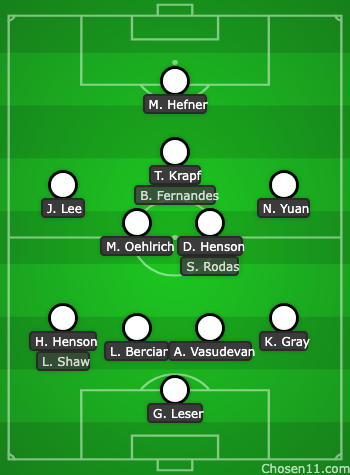 M. Hefner
T. Krapf
B. Fernandes
J. Lee
N. Yuan
M. Oehlrich
D. Henson
S. Rodas
H. Henson
L. Shaw
L. Berciar
A. Vasudevan
K. Gray
G. Leser
Chosen11.com